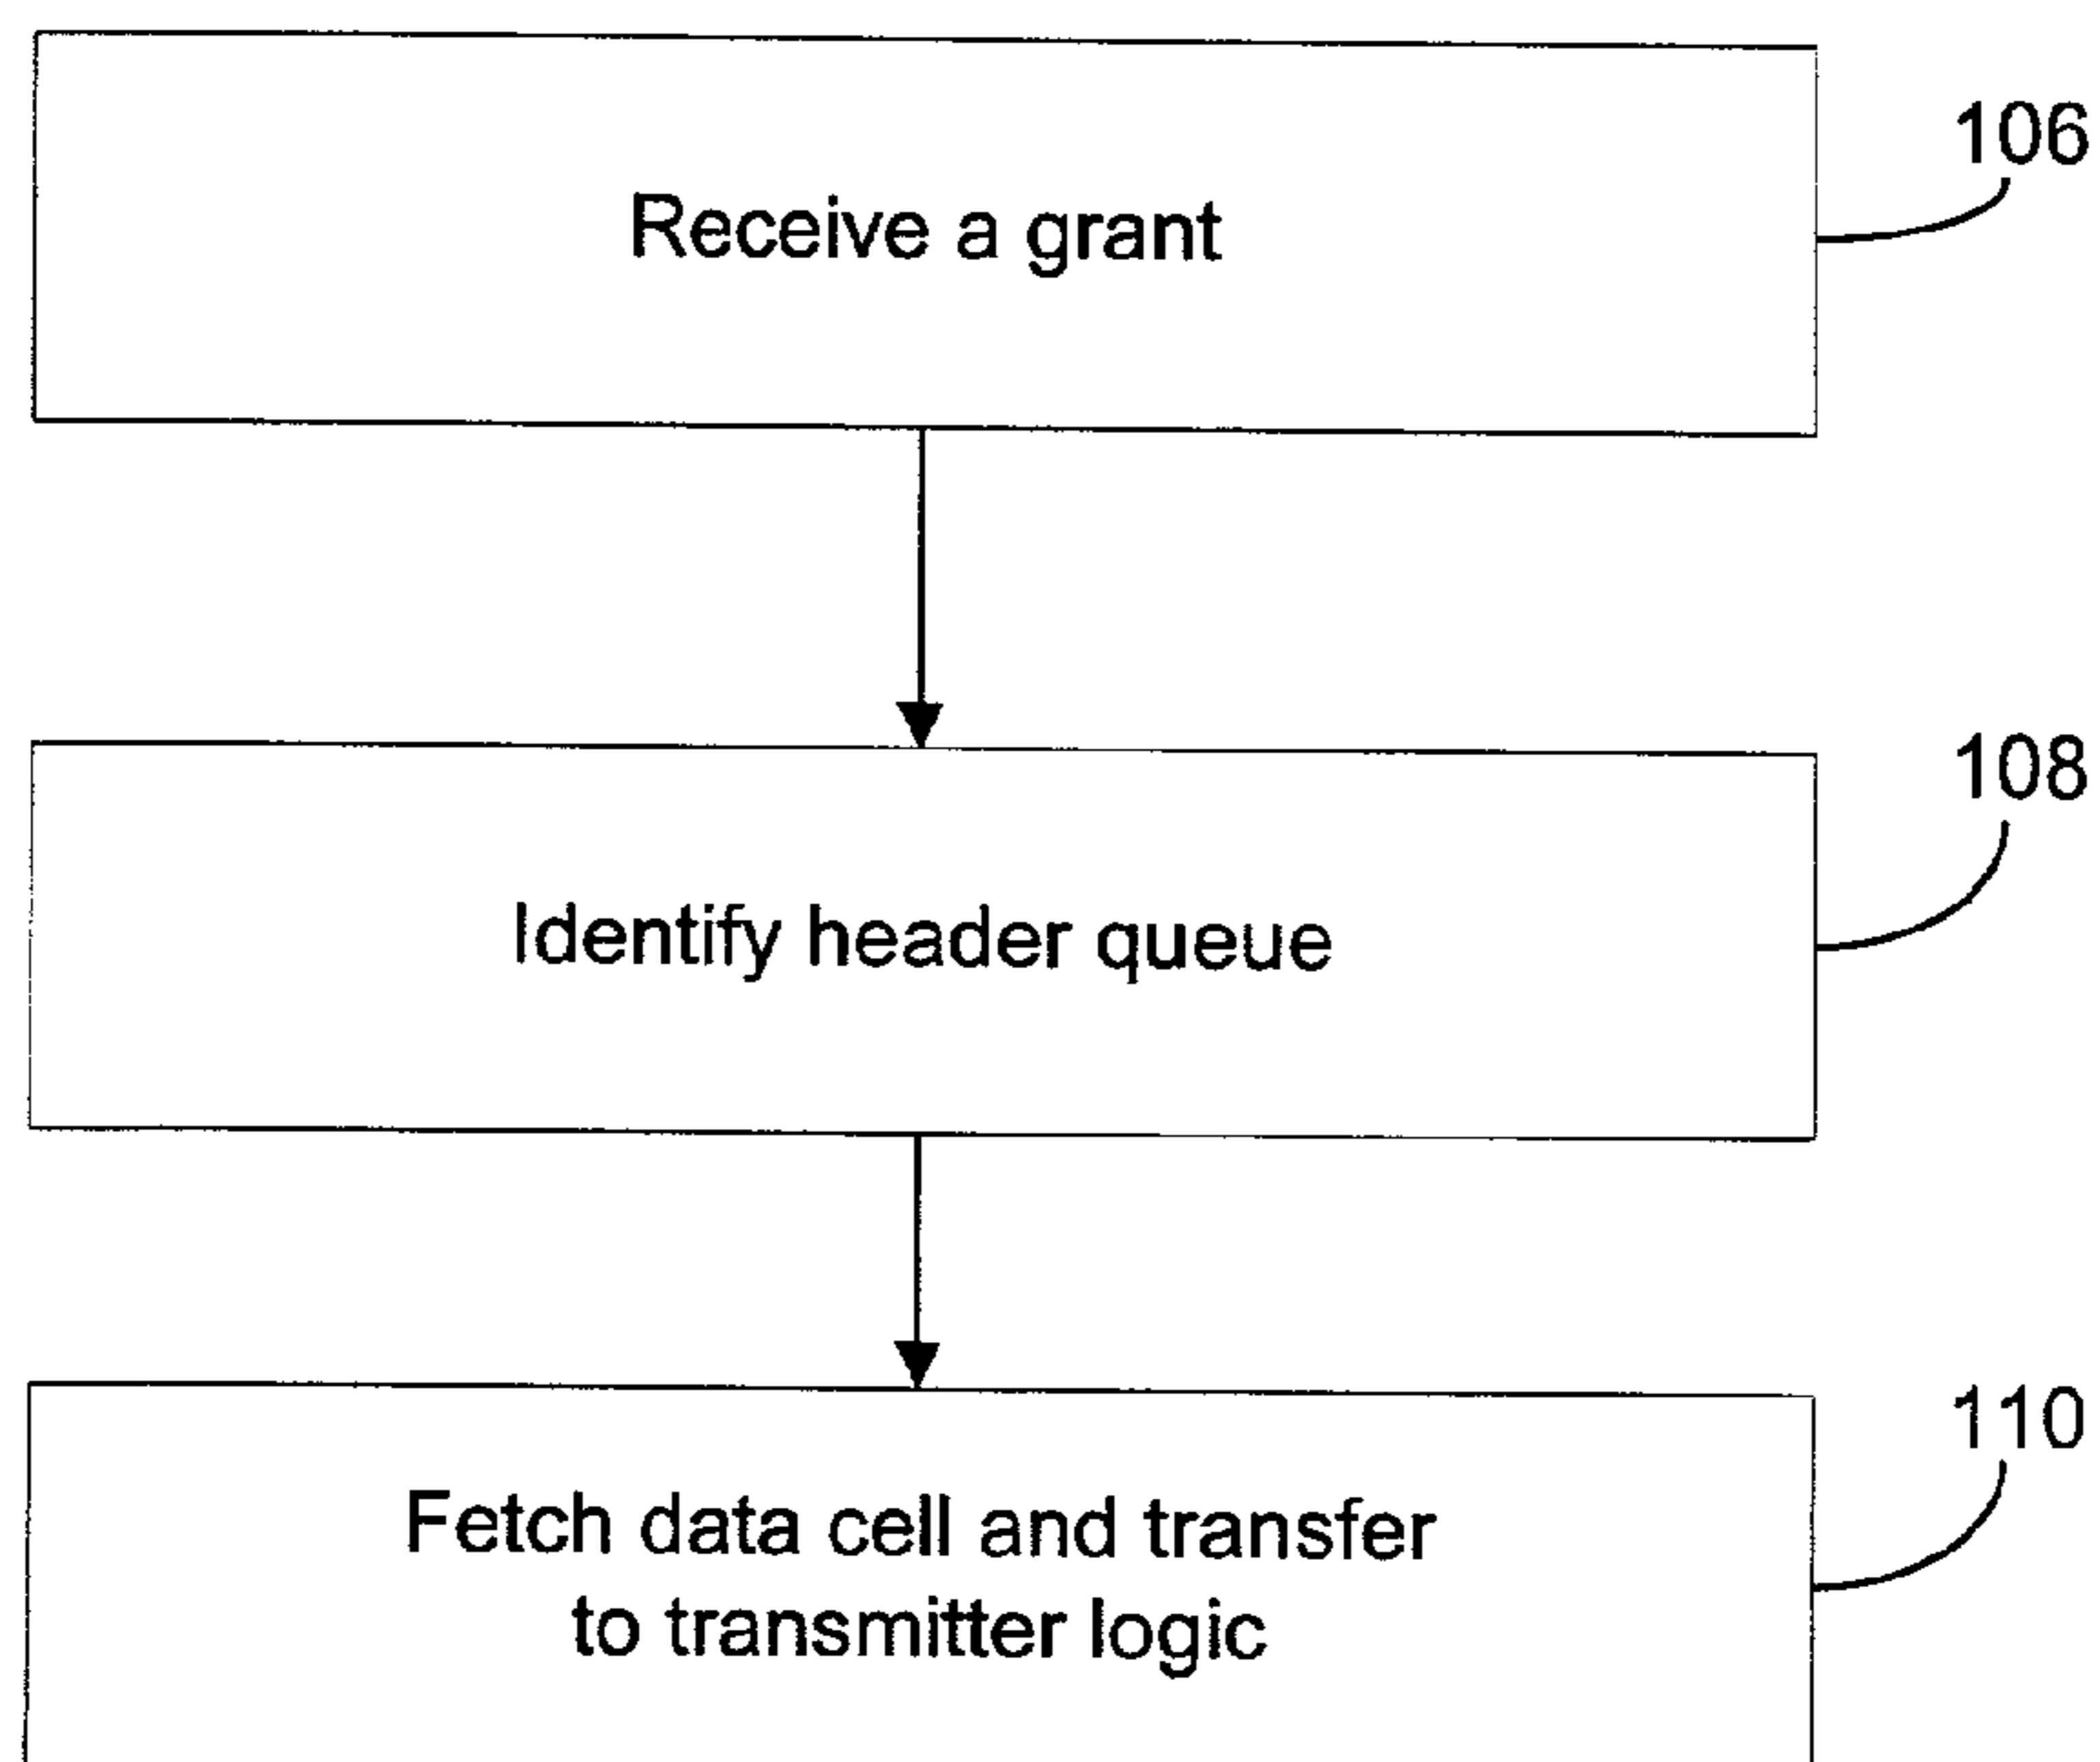 Receive a grant
106
Identify header queue
108
Fetch data cell and transfer
to transmitter logic
110